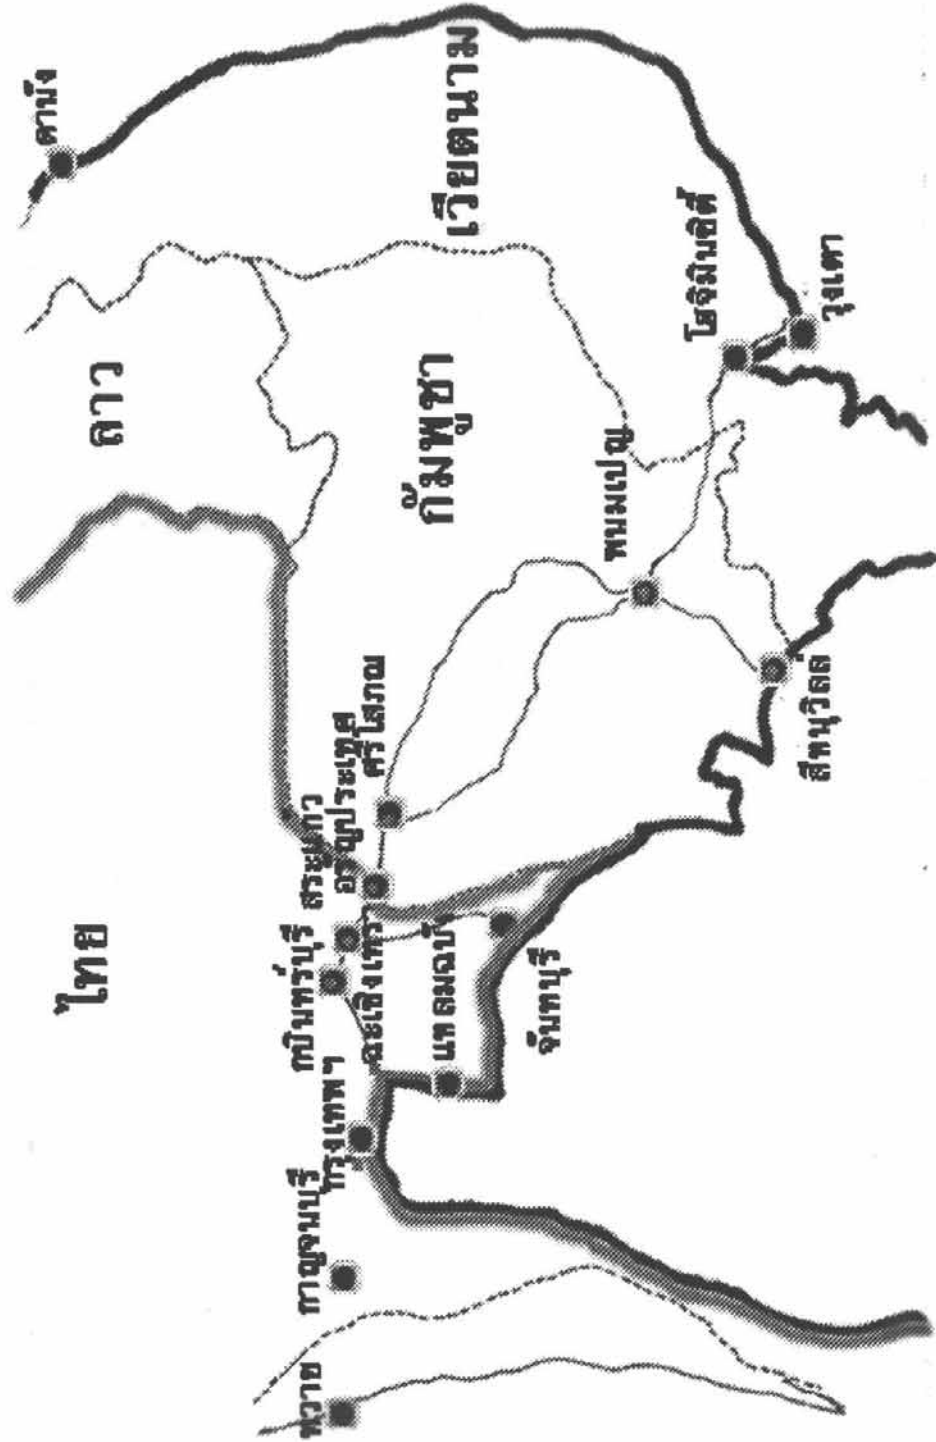 ดานัง
ไทย
ลาว
เวียดนาม
กัมพูชา
ทวาย
กาญจนบุรี
กรุงเทพฯ
กบินทร์บุรี
สระแก้ว
อรัญประเทศ
ศรีโสภณ
ฉะเชิงเทรา
แหลมฉบัง
จันทบุรี
พนมเปญ
โฮจิมินซิตี้
สีหนุวิลล์
วุงเตา